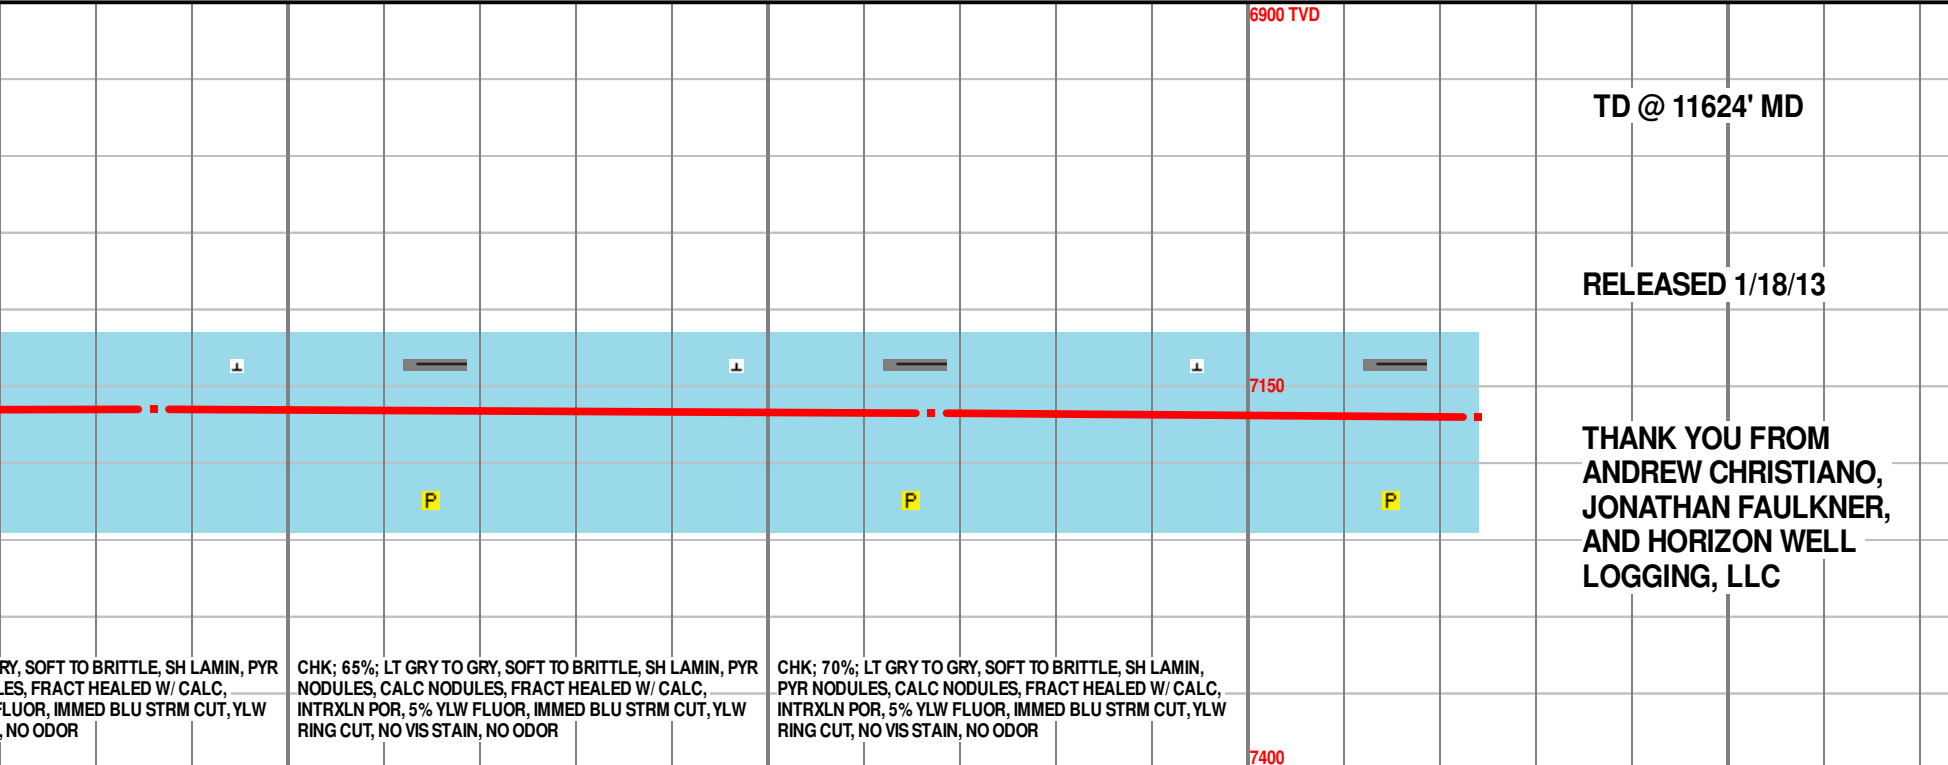 6900 TVD
TD @ 11624' MD
RELEASED 1/18/13
7150
THANK YOU FROM
ANDREW CHRISTIANO,
JONATHAN FAULKNER,
AND HORIZON WELL
LOGGING, LLC
P
P
P
RY, SOFT TO BRITTLE, SH LAMIN, PYR
LES, FRACT HEALED W/ CALC,
FLUOR, IMMED BLU STRM CUT, YLW
, NO ODOR
CHK; 65%; LT GRY TO GRY, SOFT TO BRITTLE, SH LAMIN, PYR
NODULES, CALC NODULES, FRACT HEALED W/ CALC,
INTRXLN POR, 5% YLW FLUOR, IMMED BLU STRM CUT, YLW
RING CUT, NO VIS STAIN, NO ODOR
CHK; 70%; LT GRY TO GRY, SOFT TO BRITTLE, SH LAMIN,
PYR NODULES, CALC NODULES, FRACT HEALED W/ CALC,
INTRXLN POR, 5% YLW FLUOR, IMMED BLU STRM CUT, YLW
RING CUT, NO VIS STAIN, NO ODOR
7400